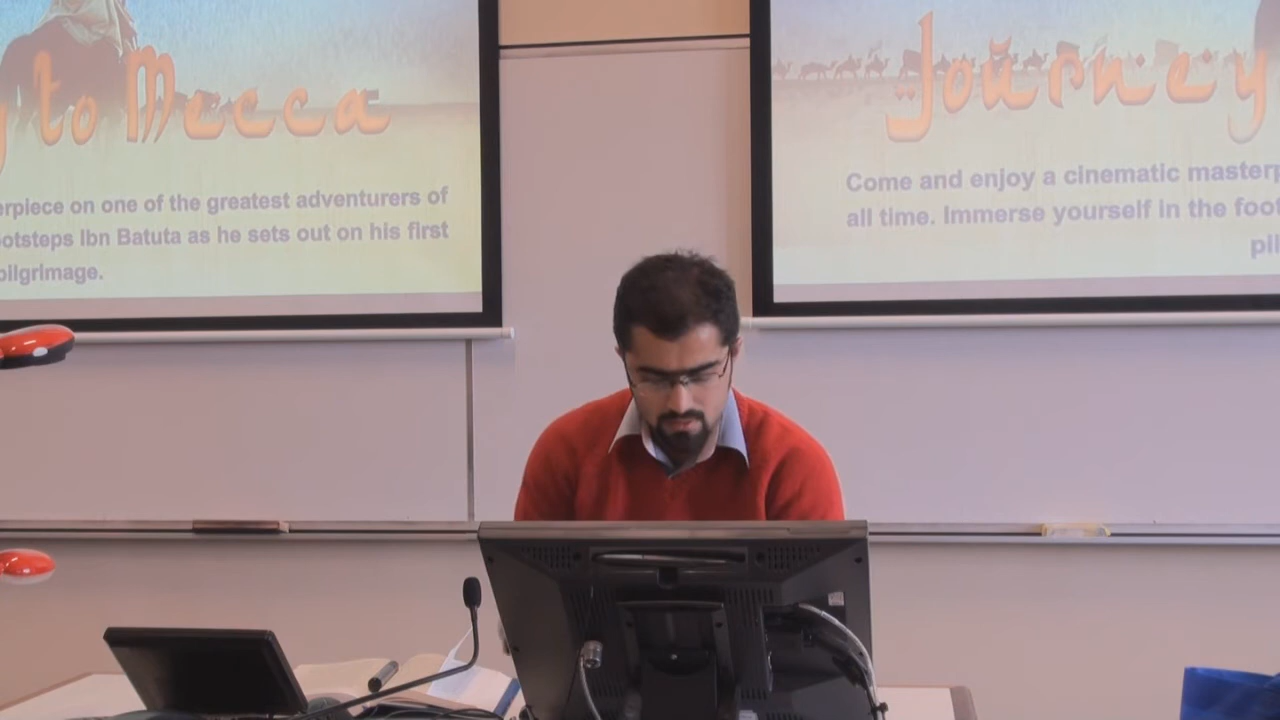 y to Mecca
erpiece on one of the greatest adventurers of
otsteps Ibn Batuta as he sets out on his first
pilgrimage.
Journey
Come and enjoy a cinematic masterp
all time. Immerse yourself in the foot
pil